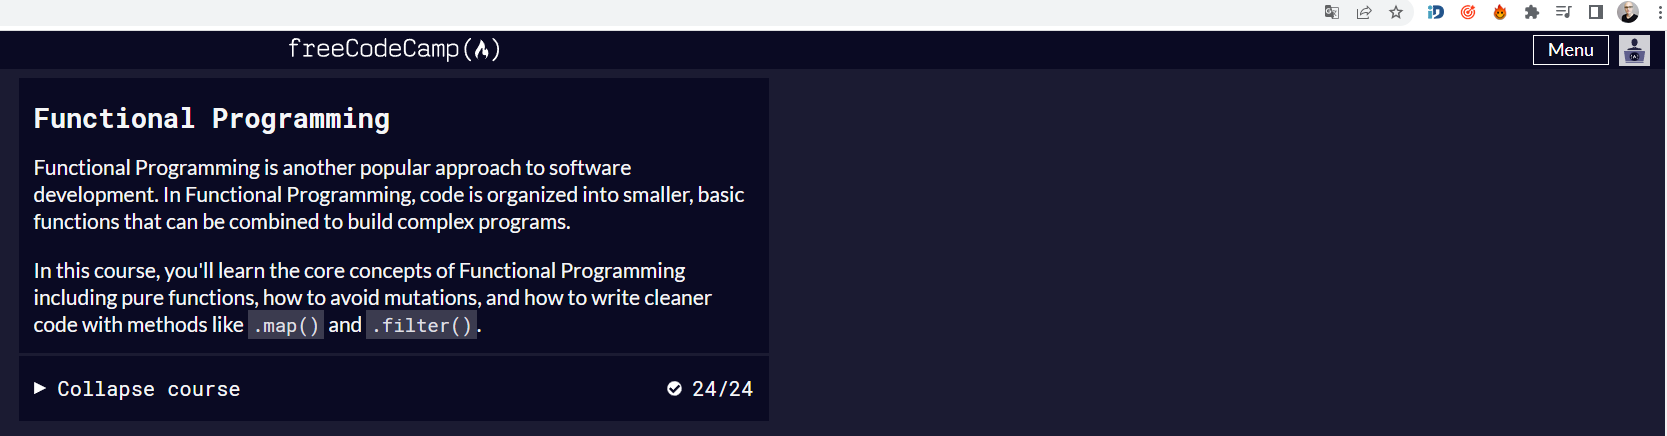 freeCodeCamp(🔥)
Menu
Functional Programming
Functional Programming is another popular approach to software
development. In Functional Programming, code is organized into smaller, basic
functions that can be combined to build complex programs.
In this course, you'll learn the core concepts of Functional Programming
including pure functions, how to avoid mutations, and how to write cleaner
code with methods like .map() and .filter().
Collapse course
24/24